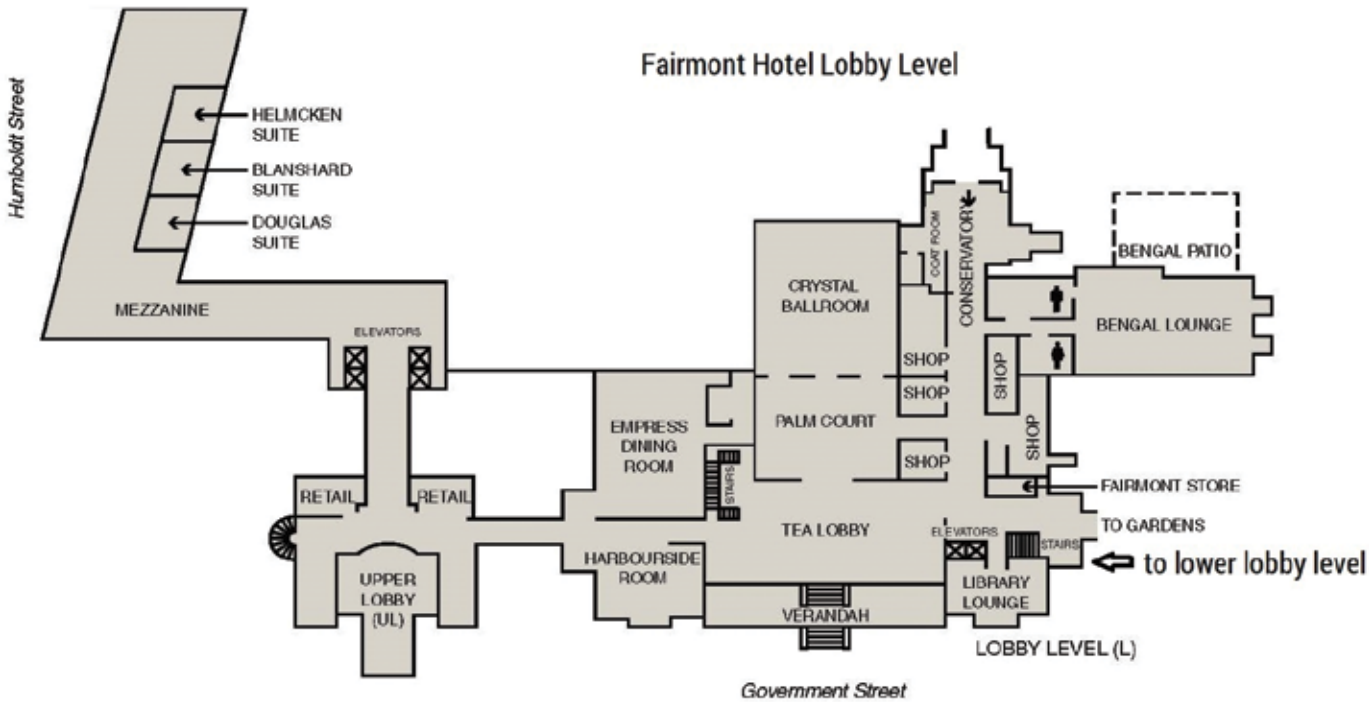 Fairmont Hotel Lobby Level
Humboldt Street
HELMCKEN
SUITE
BLANSHARD
SUITE
DOUGLAS
SUITE
MEZZANINE
ELEVATORS
COAT ROOM
CONSERVATORY
BENGAL PATIO
CRYSTAL
BALLROOM
BENGAL LOUNGE
SHOP
SHOP
SHOP
SHOP
SHOP
PALM COURT
EMPRESS
DINING
ROOM
STAIRS
RETAIL
RETAIL
FAIRMONT STORE
TEA LOBBY
ELEVATORS
TO GARDENS
STAIRS
to lower lobby level
HARBOURSIDE
ROOM
UPPER
LOBBY
(UL)
LIBRARY
LOUNGE
VERANDAH
LOBBY LEVEL (L)
Government Street